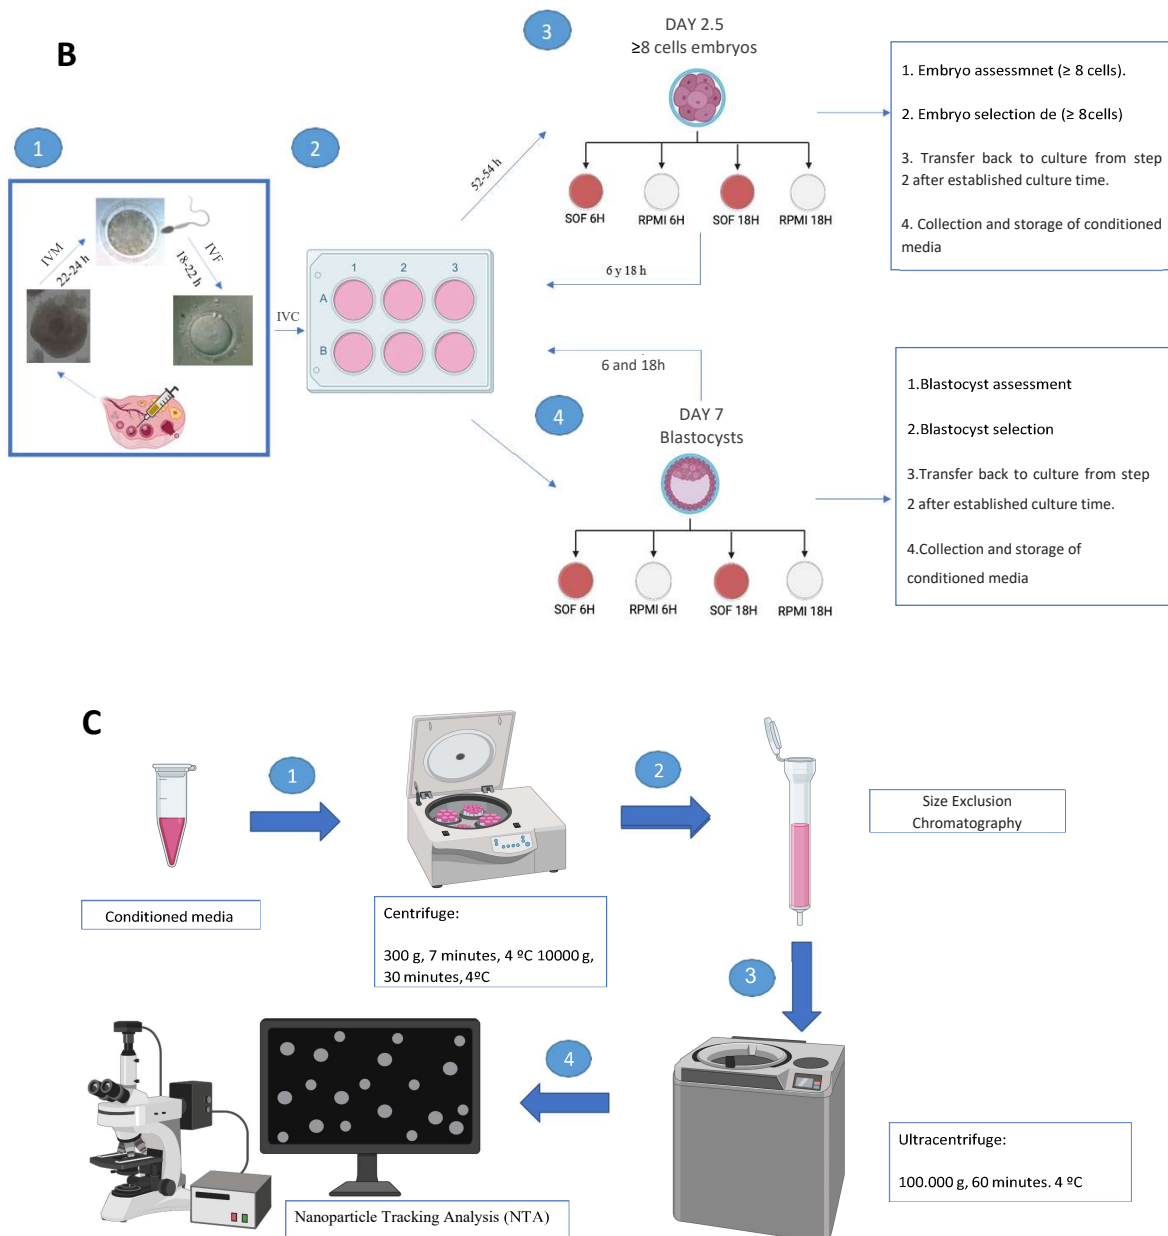 B
1
IVM
22-24 h
IVF
18-22 h
IVC
2
1 2 3
A
B
52-54 h
3
DAY 2.5
≥8 cells embryos
SOF 6H
RPMI 6H
SOF 18H
RPMI 18H
6 y 18 h
1. Embryo assessmnet (≥ 8 cells).
2. Embryo selection de (≥ 8cells)
3. Transfer back to culture from step
2 after established culture time.
4. Collection and storage of conditioned
media
6 and 18h
4
DAY 7
Blastocysts
SOF 6H
RPMI 6H
SOF 18H
RPMI 18H
1.Blastocyst assessment
2.Blastocyst selection
3.Transfer back to culture from step
2 after established culture time.
4.Collection and storage of
conditioned media
C
1
Conditioned media
Centrifuge:
300 g, 7 minutes, 4 ºC 10000 g,
30 minutes, 4ºC
2
Size Exclusion
Chromatography
3
Ultracentrifuge:
100.000 g, 60 minutes. 4 ºC
4
Nanoparticle Tracking Analysis (NTA)